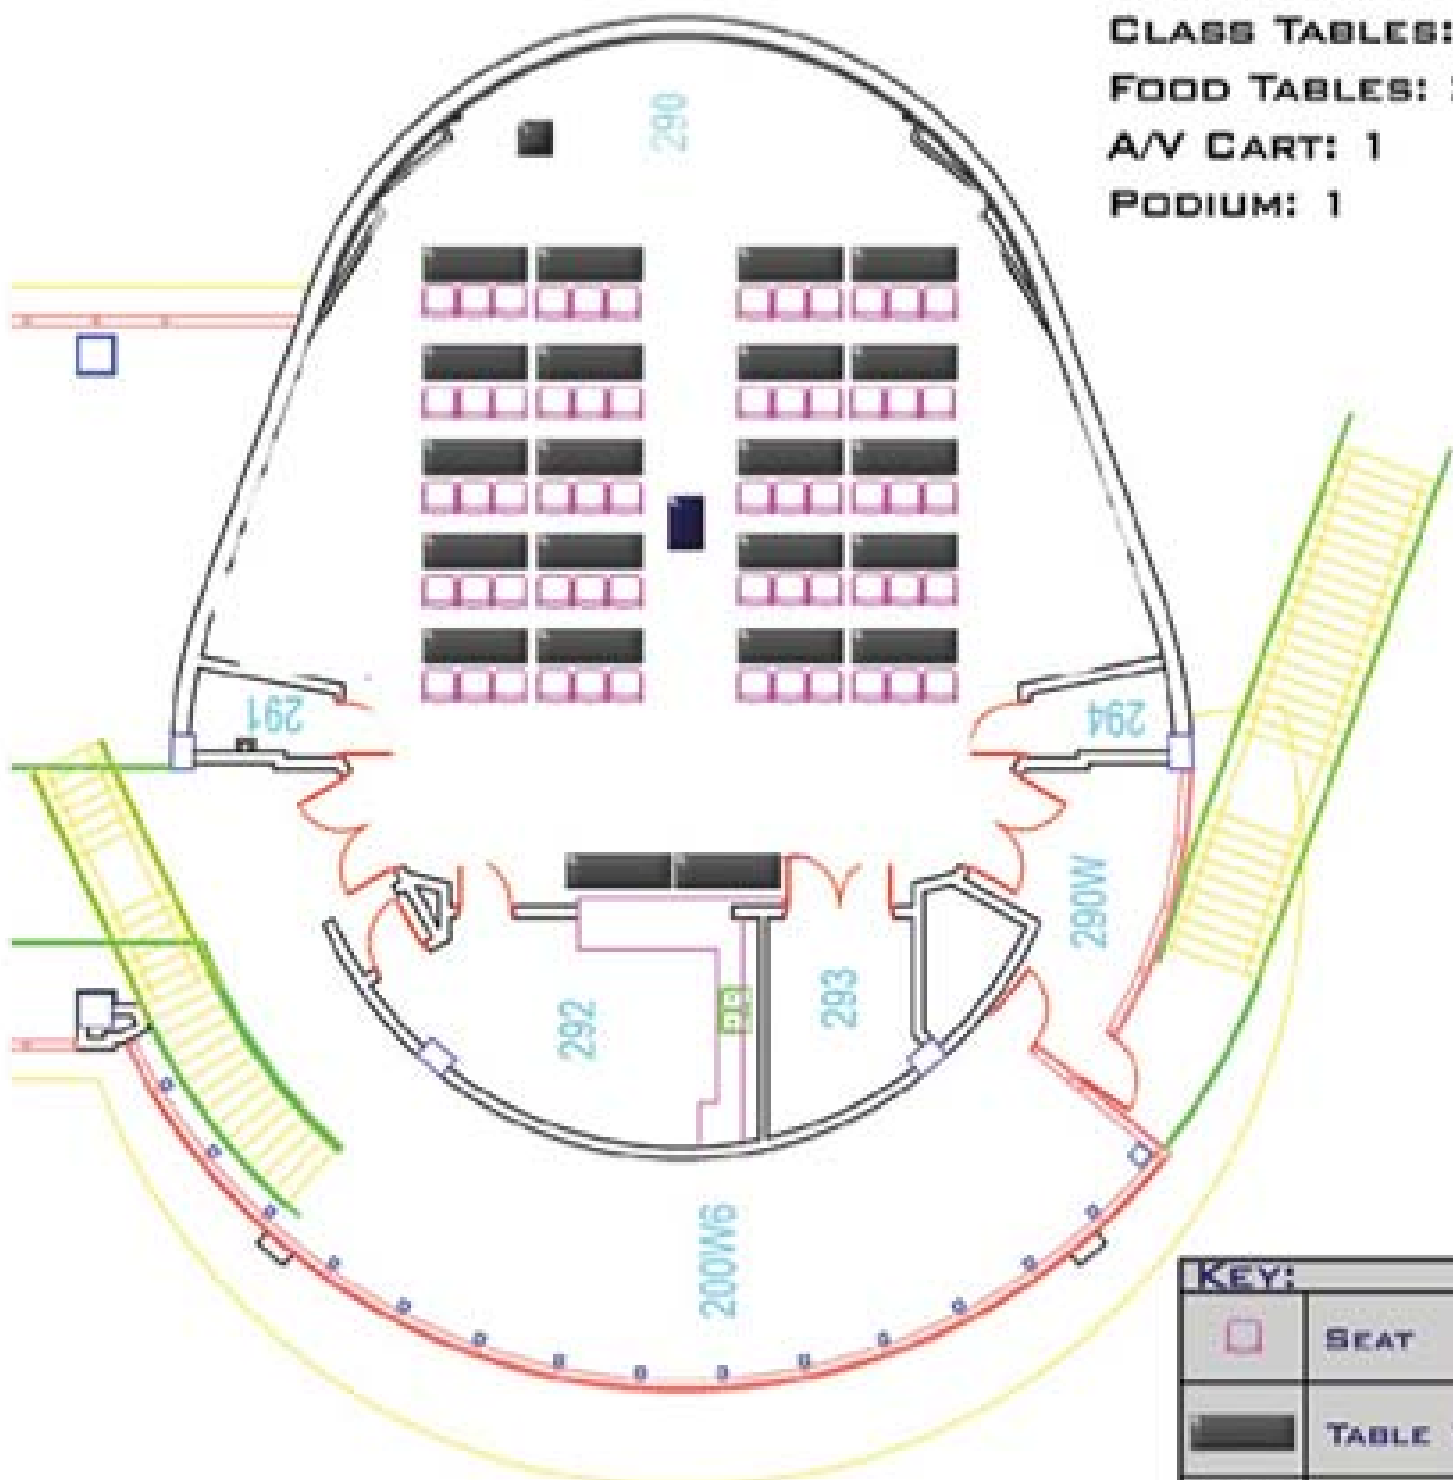 CLASS TABLES:
FOOD TABLES:
A/V CART: 1
PODIUM: 1
290
291
294
290W
292
293
200W6
KEY:
SEAT
TABLE